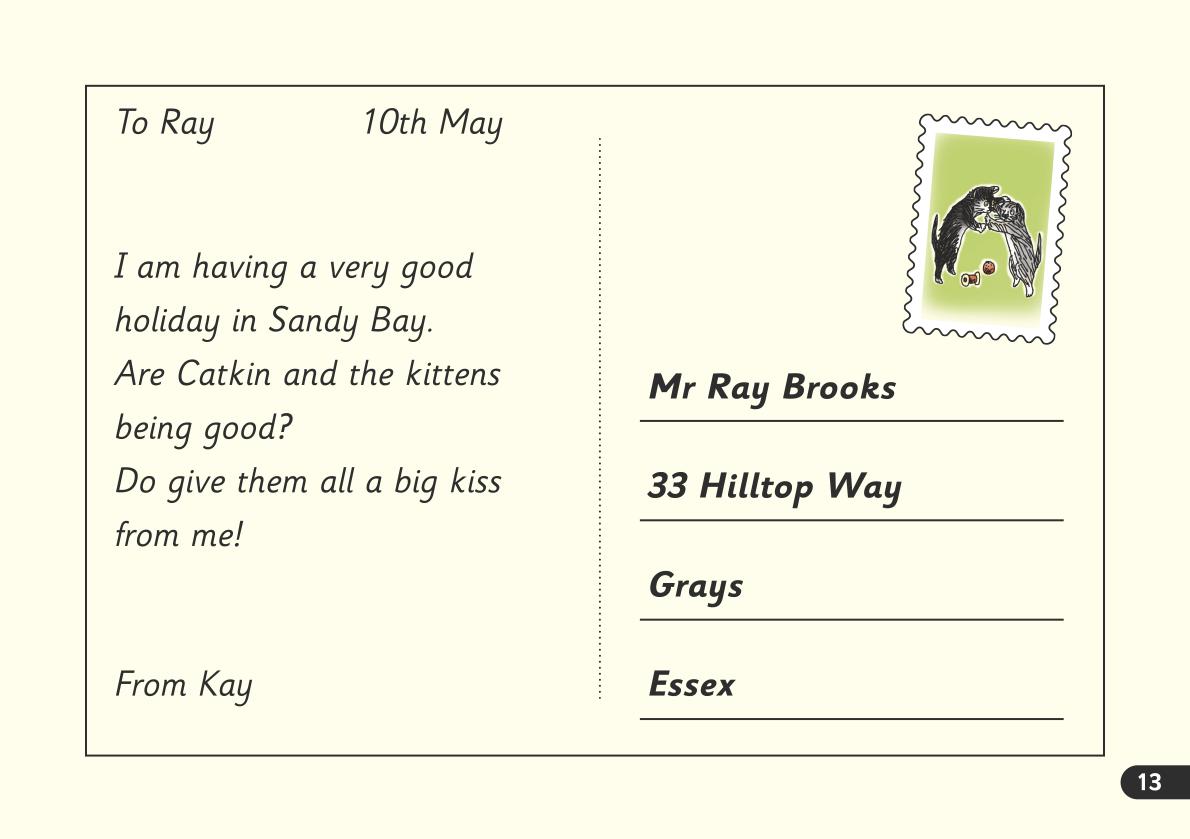 To Ray 10th May
I am having a very good
holiday in Sandy Bay.
Are Catkin and the kittens
being good?
Do give them all a big kiss
from me!
From Kay
Mr Ray Brooks
33 Hilltop Way
Grays
Essex
13